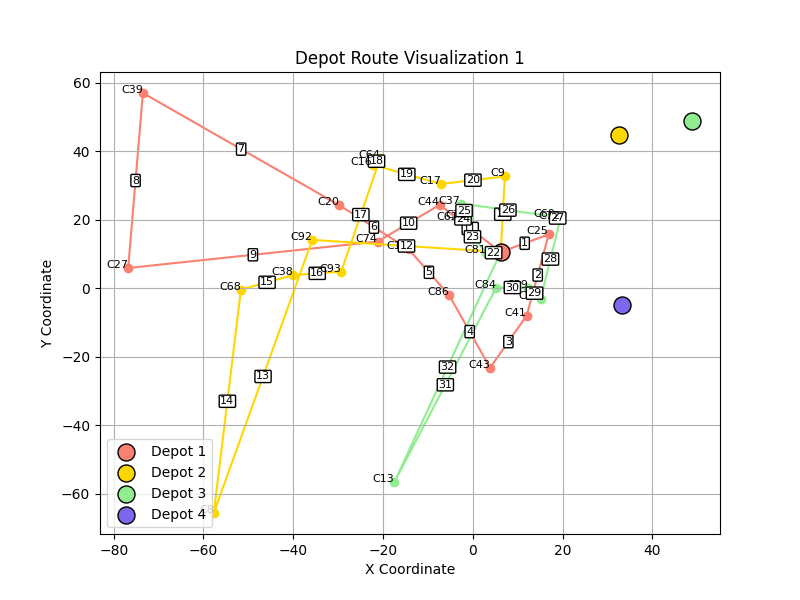 Depot Route Visualization 1
Y Coordinate
60
40
20
0
−20
−40
−60
C39
8
7
C20
C27
9
C74
6
17
C64
C16
18
19
C17
20
C9
C44
C37
10
25
24
23
26
27
C25
1
28
2
C92
12
C81
22
C68
15
C38
16
C93
5
C86
C84
30
29
C41
3
4
C43
14
13
32
31
C13
Depot 1
Depot 2
Depot 3
Depot 4
−80
−60
−40
−20
0
20
40
X Coordinate